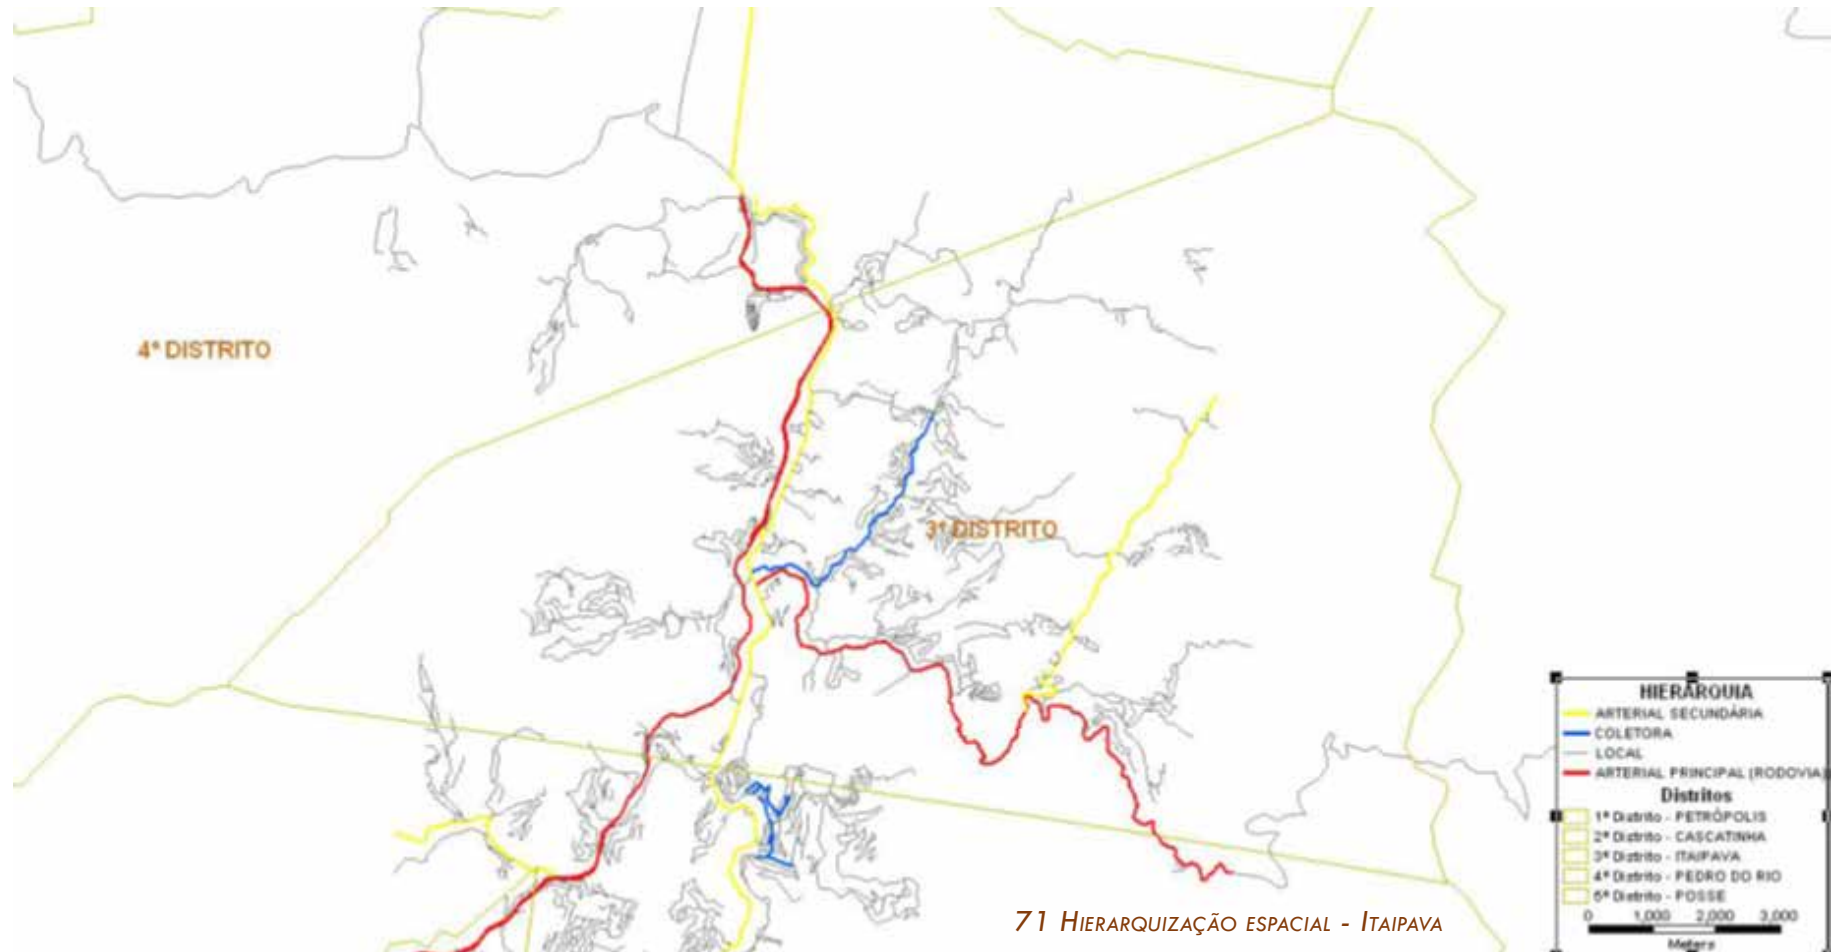 4º DISTRITO
3º DISTRITO
HIERARQUIA
ARTERIAL SECUNDÁRIA
COLETORA
LOCAL
ARTERIAL PRINCIPAL (RODOVIA)
Distritos
1º Distrito - PETRÓPOLIS
2º Distrito - CASCATINHA
3º Distrito - ITAIPAVA
4º Distrito - PEDRO DO RIO
5º Distrito - POSSE
0 1,000 2,000 3,000
Meters
71 HIERARQUIZAÇÃO ESPACIAL - ITAIPAVA